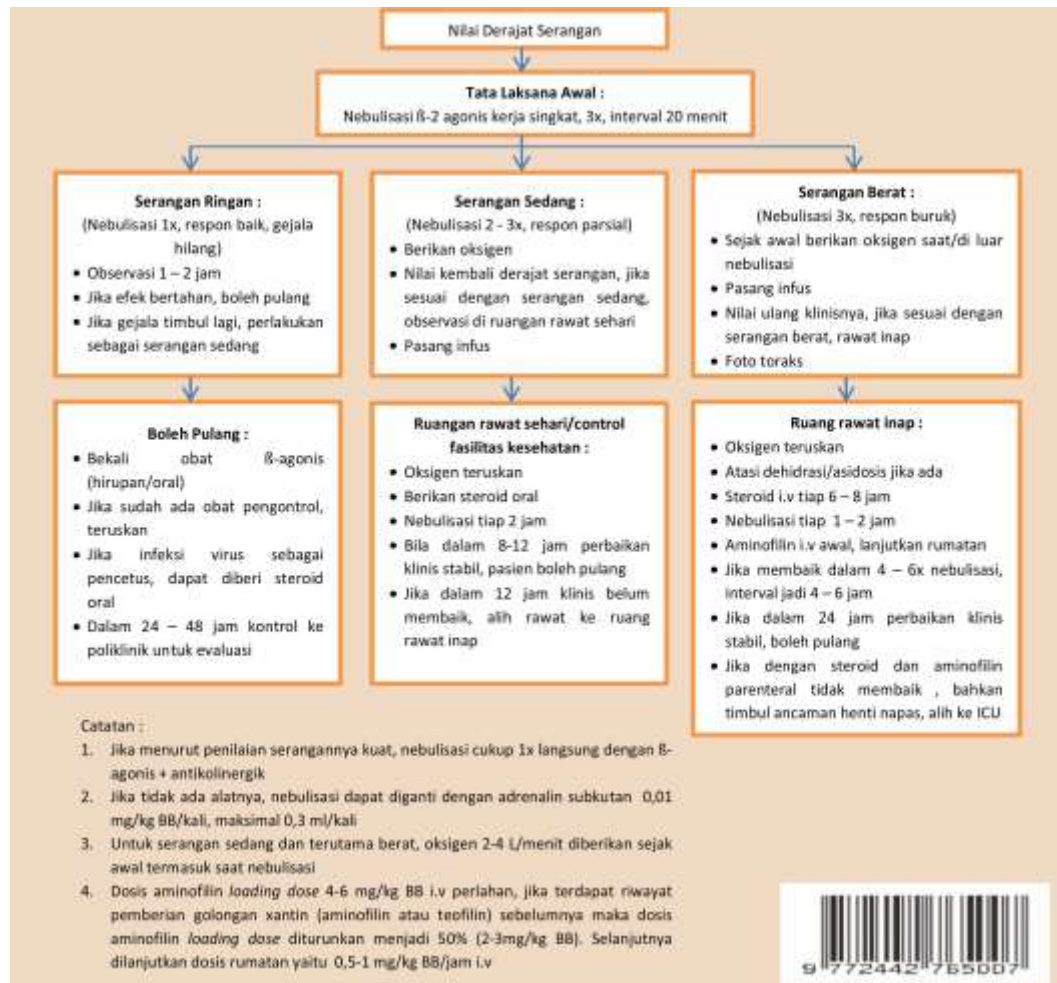 Nilai Derajat Serangan
Tata Laksana Awal :
Nebulisasi ß-2 agonis kerja singkat, 3x, interval 20 menit
Serangan Ringan :
(Nebulisasi 1x, respon baik, gejala
hilang)
• Observasi 1 – 2 jam
• Jika efek bertahan, boleh pulang
• Jika gejala timbul lagi, perlakukan
sebagai serangan sedang
Serangan Sedang :
(Nebulisasi 2 - 3x, respon parsial)
• Berikan oksigen
• Nilai kembali derajat serangan, jika
sesuai dengan serangan sedang,
observasi di ruangan rawat sehari
• Pasang infus
Serangan Berat :
(Nebulisasi 3x, respon buruk)
• Sejak awal berikan oksigen saat/di luar
nebulisasi
• Pasang infus
• Nilai ulang klinisnya, jika sesuai dengan
serangan berat, rawat inap
• Foto toraks
Boleh Pulang :
• Bekali obat ß-agonis
(hirupan/oral)
• Jika sudah ada obat pengontrol,
teruskan
• Jika infeksi virus sebagai
pencetus, dapat diberi steroid
oral
• Dalam 24 – 48 jam kontrol ke
poliklinik untuk evaluasi
Ruangan rawat sehari/control
fasilitas kesehatan :
• Oksigen teruskan
• Berikan steroid oral
• Nebulisasi tiap 2 jam
• Bila dalam 8-12 jam perbaikan
klinis stabil, pasien boleh pulang
• Jika dalam 12 jam klinis belum
membaik, alih rawat ke ruang
rawat inap
Ruang rawat inap :
• Oksigen teruskan
• Atasi dehidrasi/asidosis jika ada
• Steroid i.v tiap 6 – 8 jam
• Nebulisasi tiap 1 – 2 jam
• Aminofilin i.v awal, lanjutkan rumatan
• Jika membaik dalam 4 – 6x nebulisasi,
interval jadi 4 – 6 jam
• Jika dalam 24 jam perbaikan klinis
stabil, boleh pulang
• Jika dengan steroid dan aminofilin
parenteral tidak membaik , bahkan
timbul ancaman henti napas, alih ke ICU
Catatan :
1. Jika menurut penilaian serangannya kuat, nebulisasi cukup 1x langsung dengan ß-
agonis + antikolinergik
2. Jika tidak ada alatnya, nebulisasi dapat diganti dengan adrenalin subkutan 0,01
mg/kg BB/kali, maksimal 0,3 ml/kali
3. Untuk serangan sedang dan terutama berat, oksigen 2-4 L/menit diberikan sejak
awal termasuk saat nebulisasi
4. Dosis aminofilin loading dose 4-6 mg/kg BB i.v perlahan, jika terdapat riwayat
pemberian golongan xantin (aminofilin atau teofilin) sebelumnya maka dosis
aminofilin loading dose diturunkan menjadi 50% (2-3mg/kg BB). Selanjutnya
dilanjutkan dosis rumatan yaitu 0,5-1 mg/kg BB/jam i.v
9 772442 765007